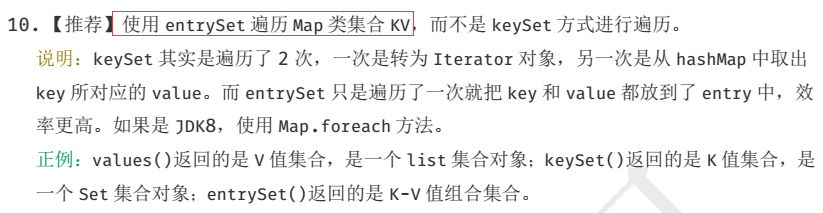 10.【推荐】使用 entrySet 遍历 Map 类集合 KV，而不是 keySet 方式进行遍历。
说明：keySet 其实是遍历了 2 次，一次是转为 Iterator 对象，另一次是从 hashMap 中取出
key 所对应的 value。而 entrySet 只是遍历了一次就把 key 和 value 都放到了 entry 中，效
率更高。如果是 JDK8，使用 Map.foreach 方法。
正例：values()返回的是 V 值集合，是一个 list 集合对象；keySet()返回的是 K 值集合，是
一个 Set 集合对象；entrySet()返回的是 K-V 值组合集合。